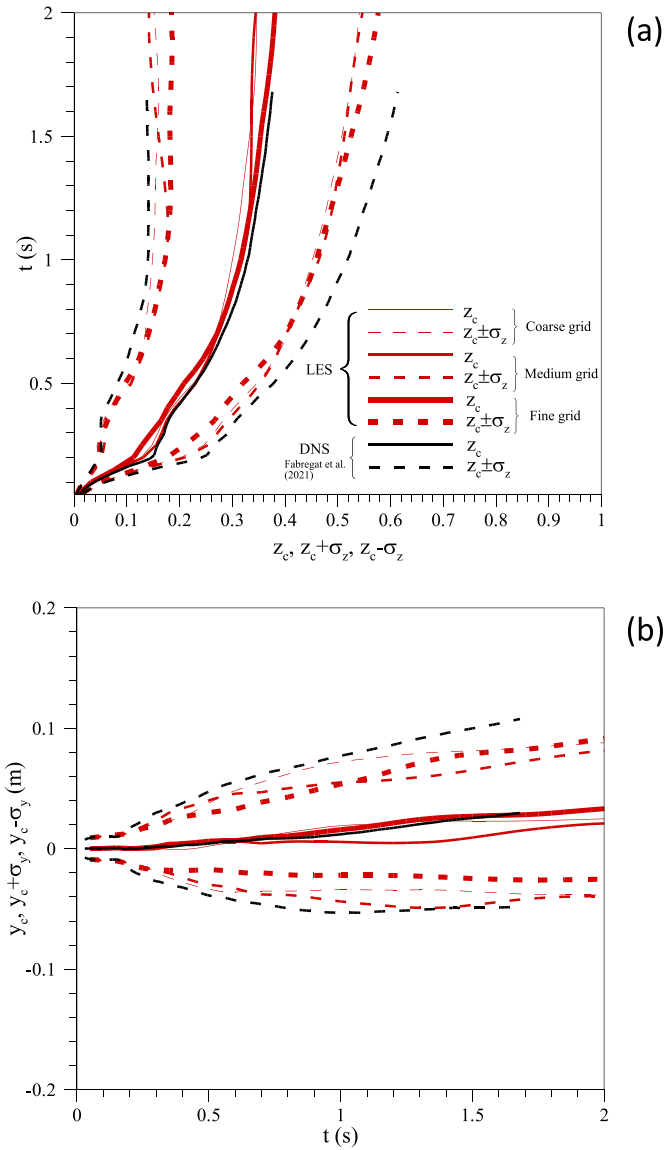 (a)
2
1.5
1
0.5
t (s)
z_c
z_c±σ_z
Coarse grid
z_c
z_c±σ_z
Medium grid
z_c
z_c±σ_z
Fine grid
LES
DNS
Fabregat et al.
(2021)
z_c
z_c±σ_z
0 0.1 0.2 0.3 0.4 0.5 0.6 0.7 0.8 0.9 1
z_c, z_c+σ_z, z_c-σ_z
(b)
0.2
0.1
0
-0.1
-0.2
y_c, y_c+σ_y, y_c-σ_y (m)
0 0.5 1 1.5 2
t (s)